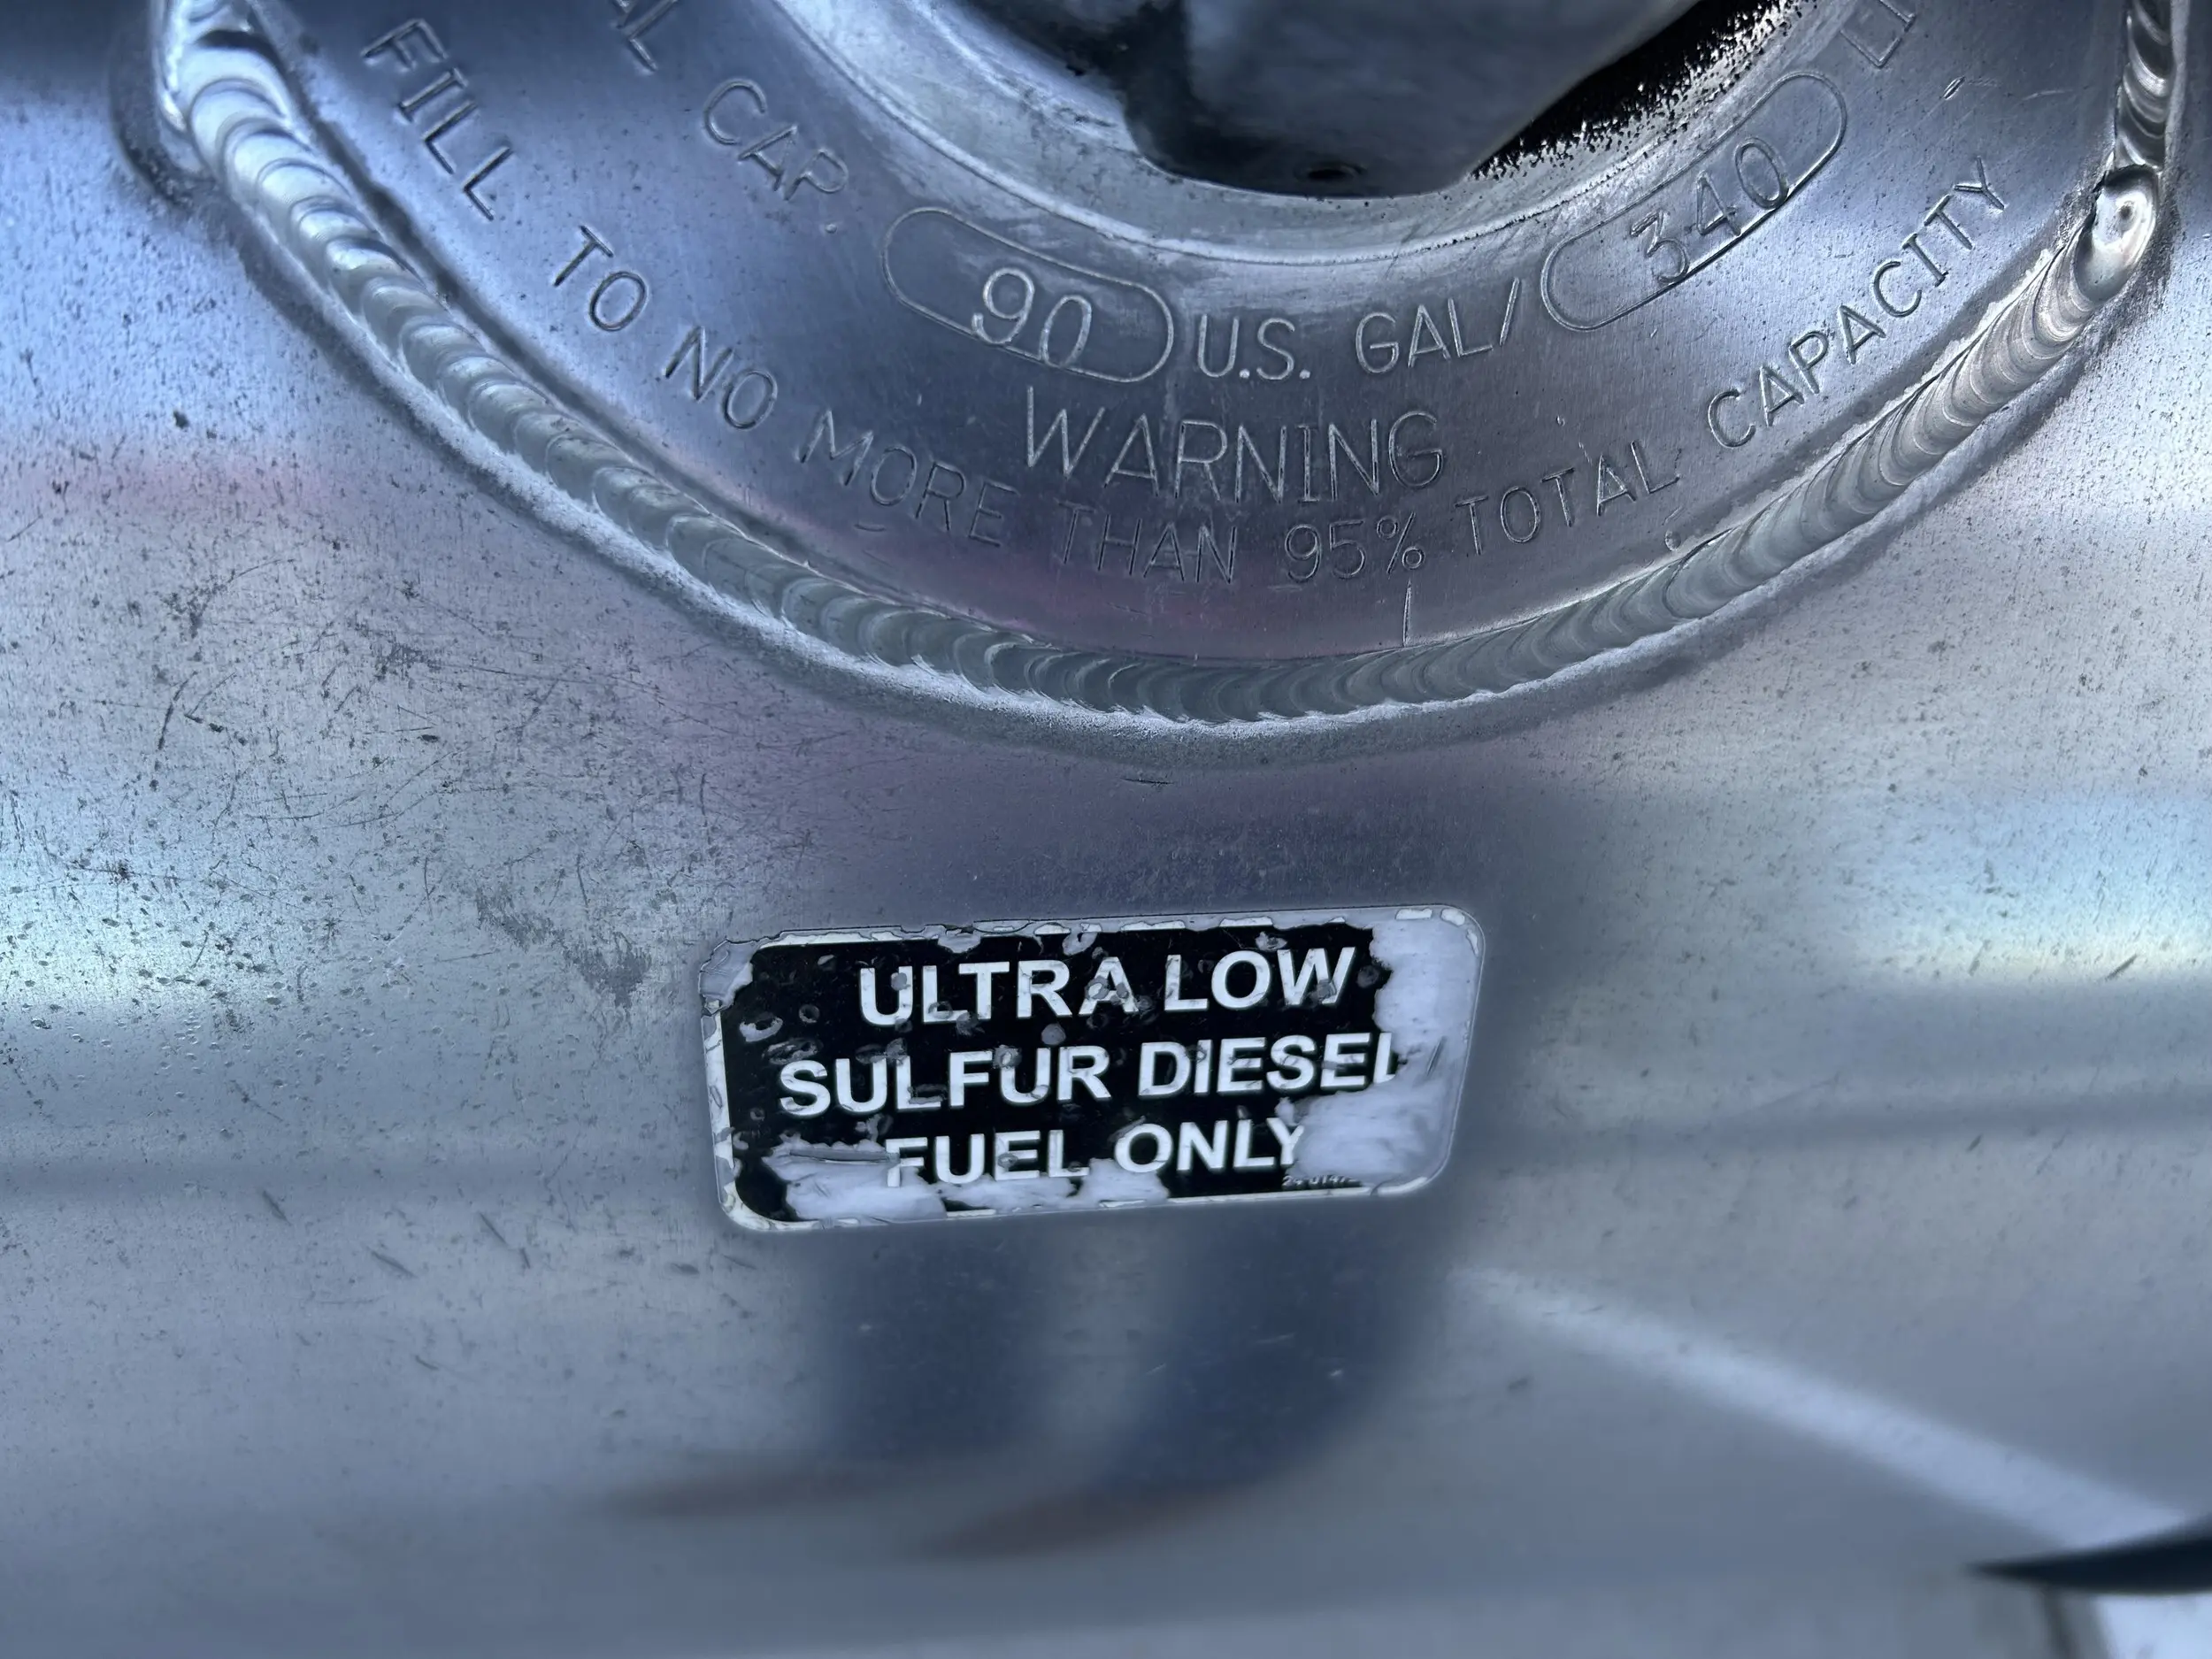 CAP. 90 U.S. GAL/ 340
WARNING
FILL TO NO MORE THAN 95% TOTAL CAPACITY
ULTRA LOW
SULFUR DIESEL
FUEL ONLY